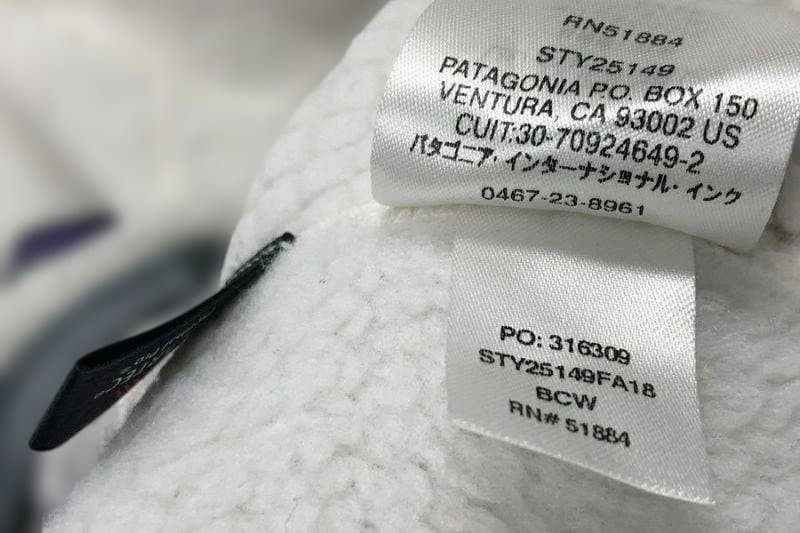 RN51884
STY25149
PATAGONIA P.O. BOX 150
VENTURA, CA 93002 US
CUIT:30-70924649-2
パタゴニア・インターナショナル・インク
0467-23-8961
PO: 316309
STY25149FA18
BCW
RN# 51884